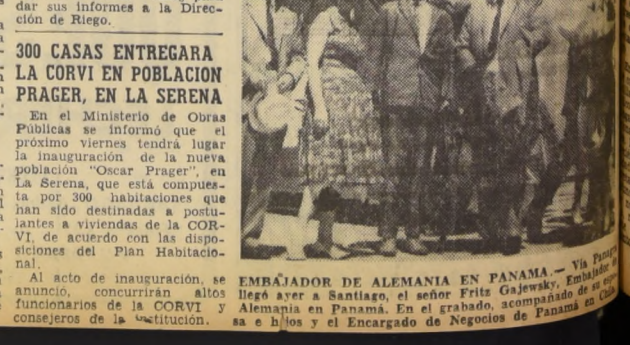 dar sus informes a la Direc-
ción de Riego.
300 CASAS ENTREGARA
LA CORVI EN POBLACION
PRAGER, EN LA SERENA
En el Ministerio de Obras
Públicas se informó que el
próximo viernes tendrá lugar
la inauguración de la nueva
población "Oscar Prager", en
La Serena, que está compues-
ta por 300 habitaciones que
han sido destinadas a postu-
lantes a viviendas de la COR-
VI, de acuerdo con las dispo-
siciones del Plan Habitacio-
nal.
Al acto de inauguración, se
anunció, concurrirán altos
funcionarios de la CORVI y
consejeros de la institución.
EMBAJADOR DE ALEMANIA EN PANAMA.— Vía Panagra
llegó ayer a Santiago, el señor Fritz Gajewsky, Embajador
Alemania en Panamá. En el grabado, acompañado de su espo-
sa e hijos y el Encargado de Negocios de Panamá en Chile